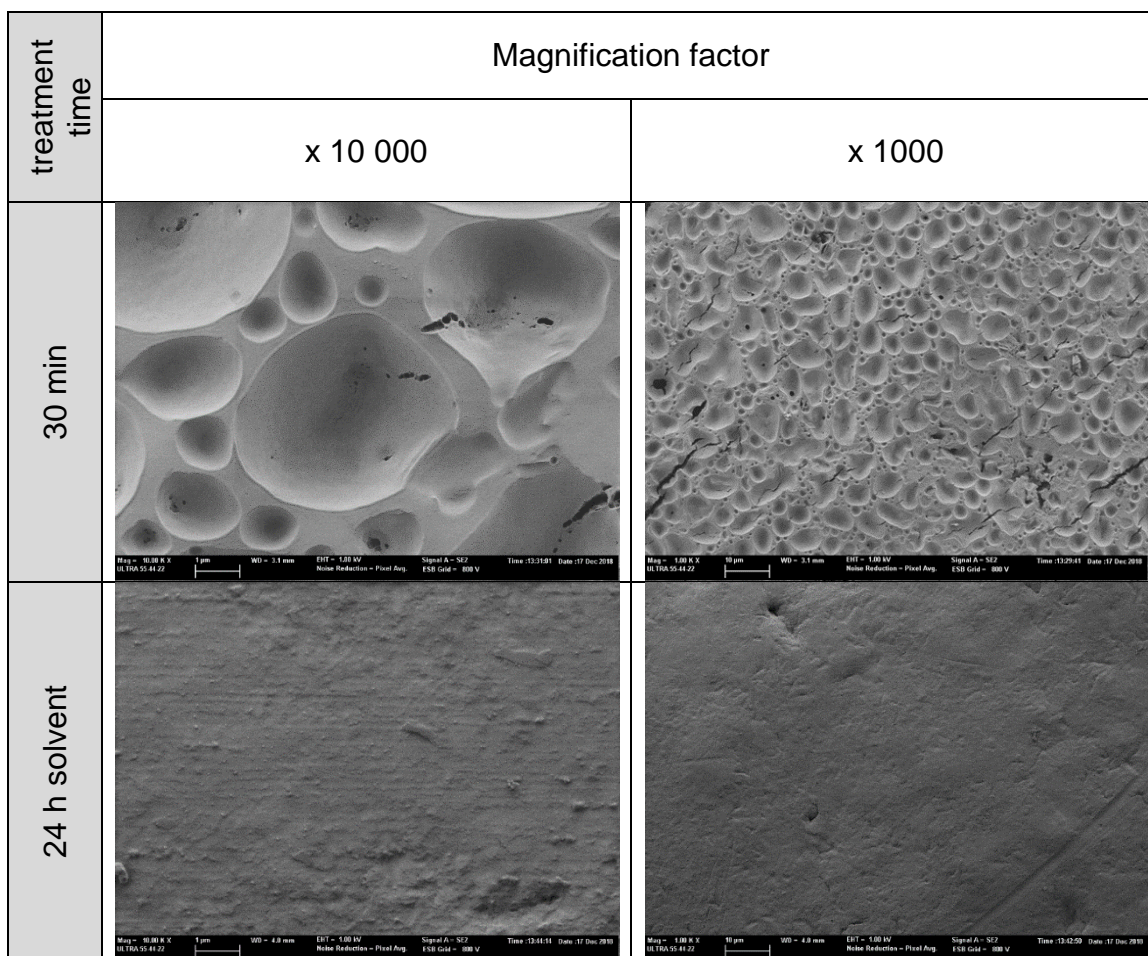 treatment
time
Magnification factor
x 10 000
x 1000
30 min
Mag = 10.00 K X 1 µm WD = 3.1 mm EHT = 1.00 kV Signal A = SE2 Time :13:31:01 Date :17 Dec 2018
ULTRA 55-44-22 Noise Reduction = Pixel Avg. ESB Grid = 800 V
Mag = 1.00 K X 10 µm WD = 3.1 mm EHT = 1.00 kV Signal A = SE2 Time :13:29:41 Date :17 Dec 2018
ULTRA 55-44-22 Noise Reduction = Pixel Avg. ESB Grid = 800 V
24 h solvent
Mag = 10.00 K X 1 µm WD = 4.0 mm EHT = 1.00 kV Signal A = SE2 Time :13:44:14 Date :17 Dec 2018
ULTRA 55-44-22 Noise Reduction = Pixel Avg. ESB Grid = 800 V
Mag = 1.00 K X 10 µm WD = 4.0 mm EHT = 1.00 kV Signal A = SE2 Time :13:42:50 Date :17 Dec 2018
ULTRA 55-44-22 Noise Reduction = Pixel Avg. ESB Grid = 800 V